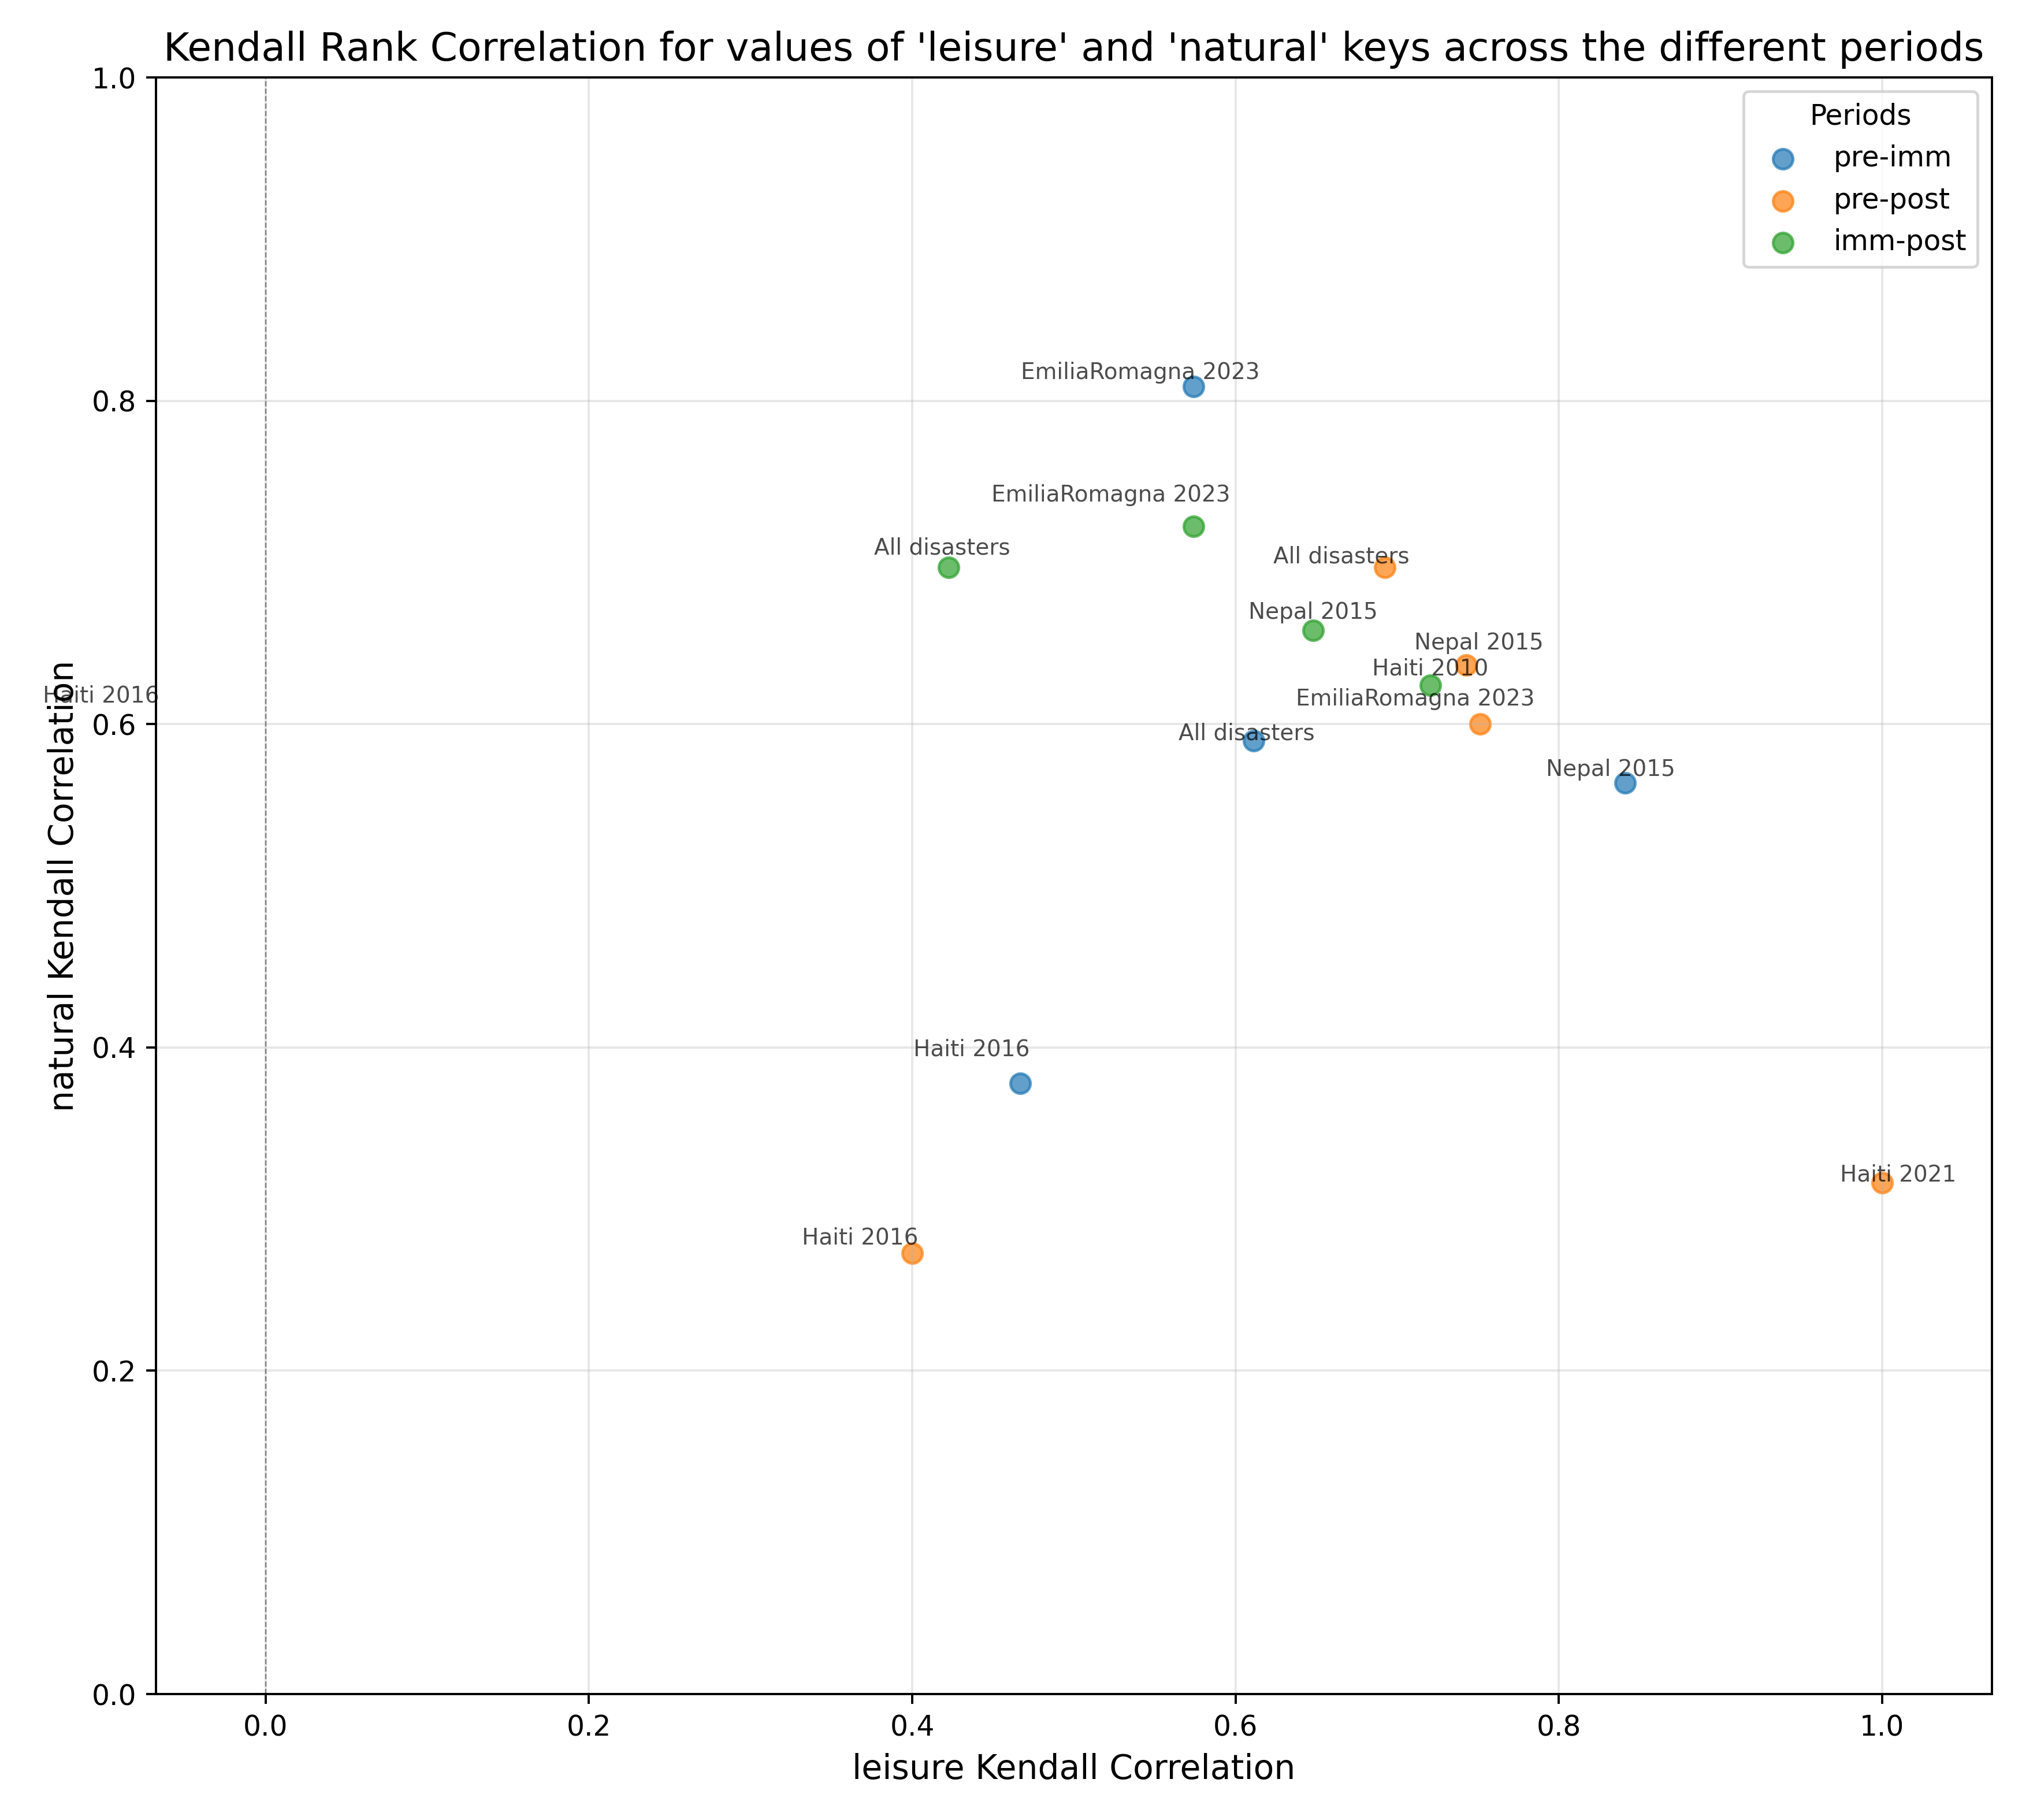 Kendall Rank Correlation for values of 'leisure' and 'natural' keys across the different periods
1.0
0.8
0.6
0.4
0.2
0.0
natural Kendall Correlation
Periods
pre-imm
pre-post
imm-post
EmiliaRomagna 2023
EmiliaRomagna 2023
All disasters
All disasters
Nepal 2015
Nepal 2015
Haiti 2010
Haiti 2016
EmiliaRomagna 2023
All disasters
Nepal 2015
Haiti 2016
Haiti 2021
Haiti 2016
0.0
0.2
0.4
0.6
0.8
1.0
leisure Kendall Correlation